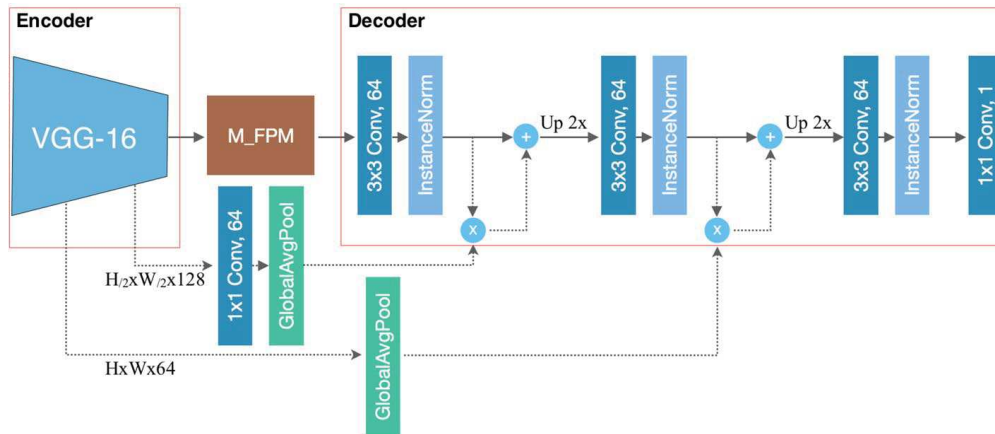 Encoder
Decoder
VGG-16
M_FPM
3x3 Conv, 64
InstanceNorm
+
Up 2x
3x3 Conv, 64
InstanceNorm
+
Up 2x
3x3 Conv, 64
InstanceNorm
1x1 Conv, 1
x
x
H/2xW/2x128
1x1 Conv, 64
GlobalAvgPool
HxWx64
GlobalAvgPool